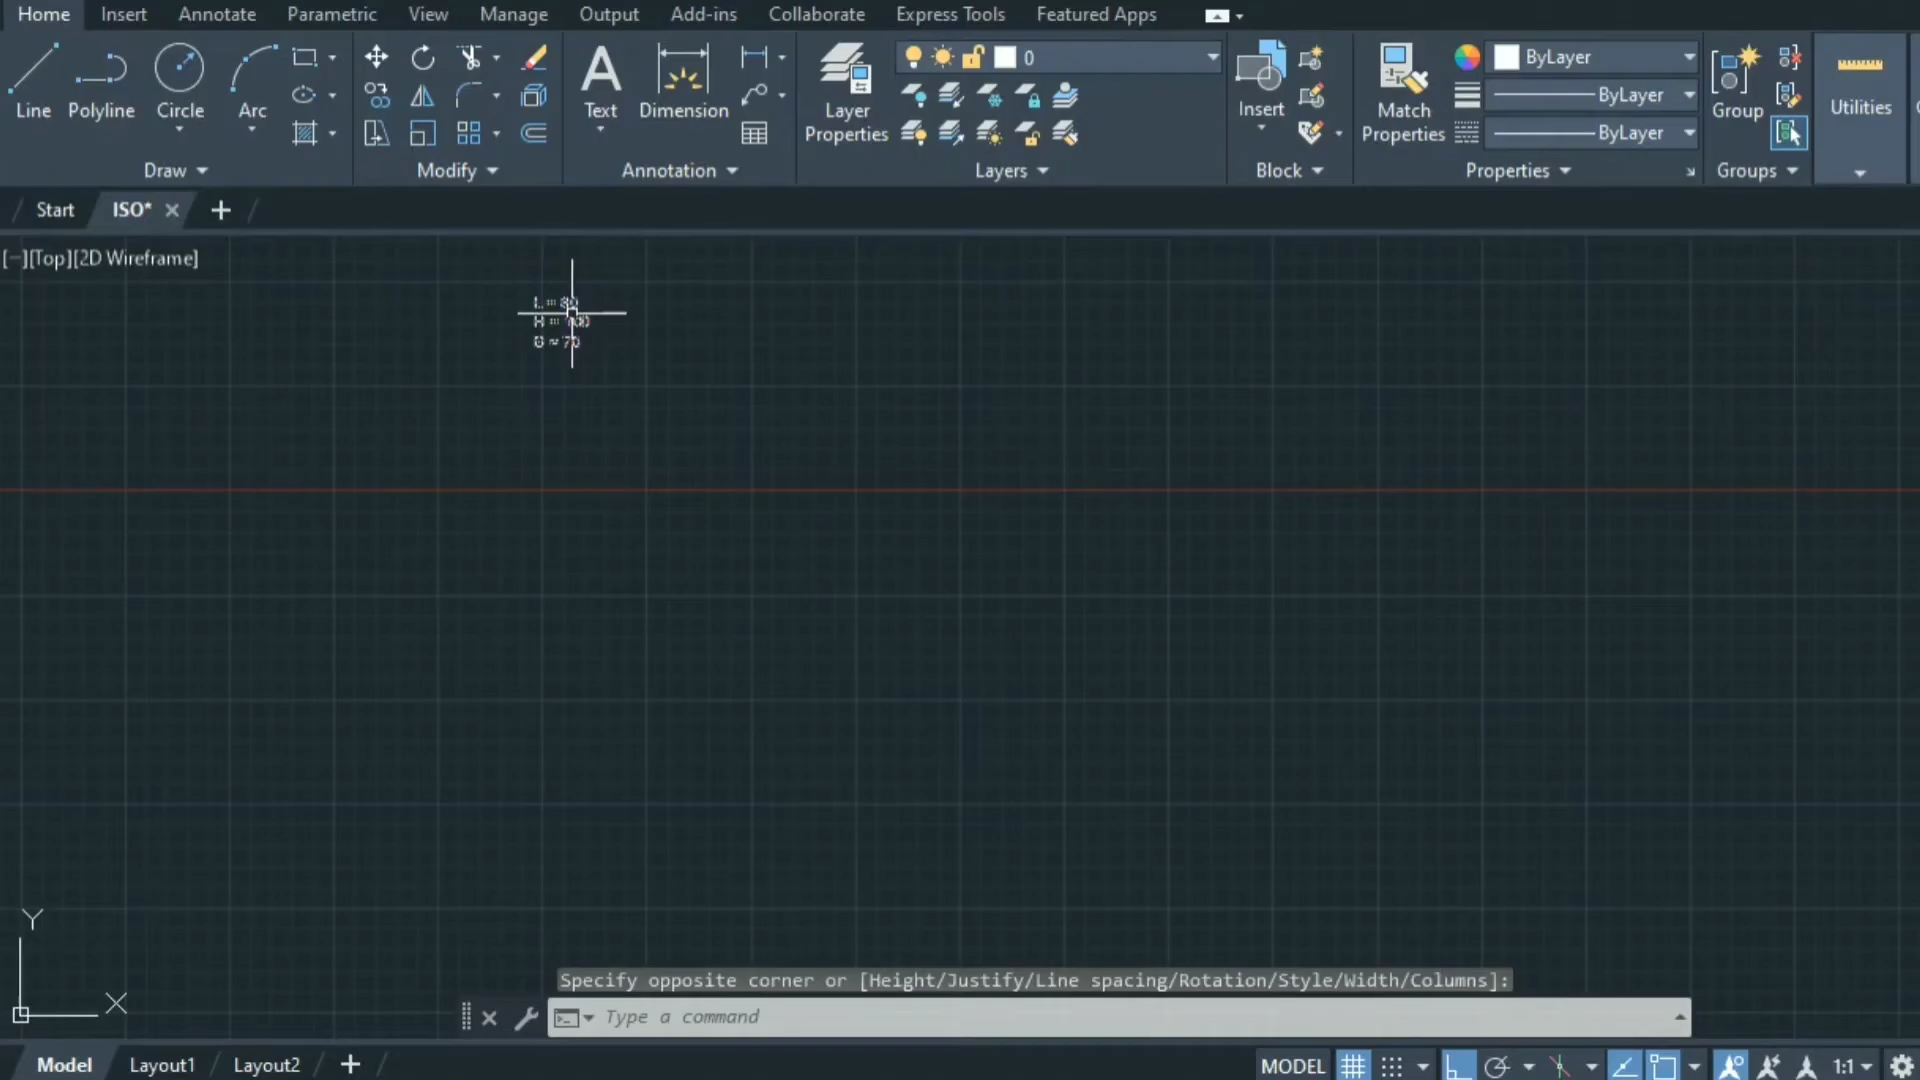 Home Insert Annotate Parametric View Manage Output Add-ins Collaborate Express Tools Featured Apps
Line Polyline Circle Arc Text Dimension Layer Properties 0 Insert Match Properties ByLayer Group Utilities
ByLayer
ByLayer
Draw Modify Annotation Layers Block Properties Groups
Start ISO* +
[−][Top][2D Wireframe]
L = 80
H = 100
= 70
Y
X
Specify opposite corner or [Height/Justify/Line spacing/Rotation/Style/Width/Columns]:
Type a command
Model Layout1 Layout2 + MODEL 1:1